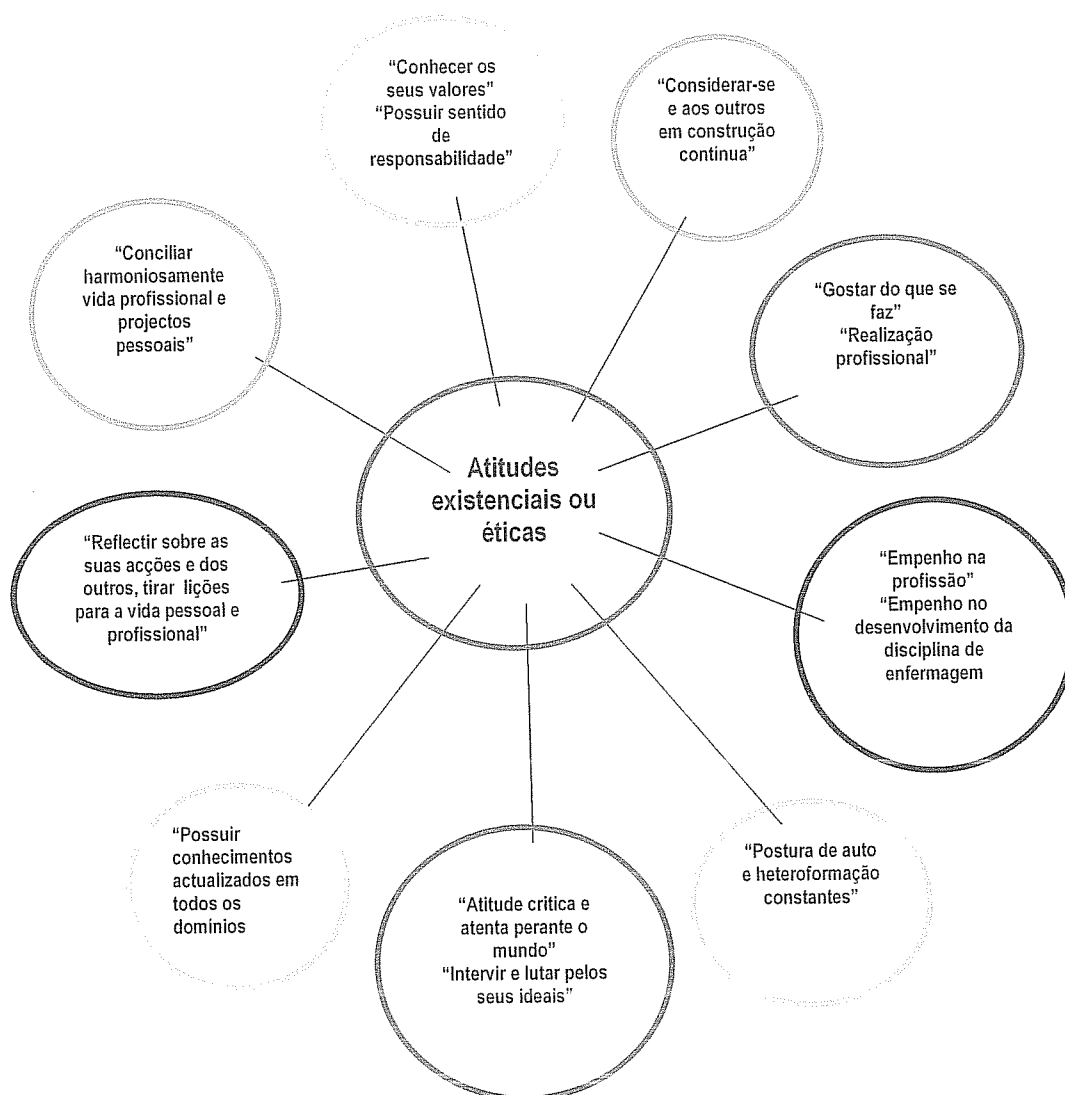 “Conhecer os
seus valores”
“Possuir sentido
de
responsabilidade”
“Considerar-se
e aos outros
em construção
continua”
“Conciliar
harmoniosamente
vida profissional e
projectos
pessoais”
“Gostar do que se
faz”
“Realização
profissional”
Atitudes
existenciais ou
éticas
“Reflectir sobre as
suas acções e dos
outros, tirar lições
para a vida pessoal e
profissional”
“Empenho na
profissão”
“Empenho no
desenvolvimento da
disciplina de
enfermagem
“Possuir
conhecimentos
actualizados em
todos os
domínios
“Atitude critica e
atenta perante o
mundo”
“Intervir e lutar pelos
seus ideais”
“Postura de auto
e heteroformação
constantes”